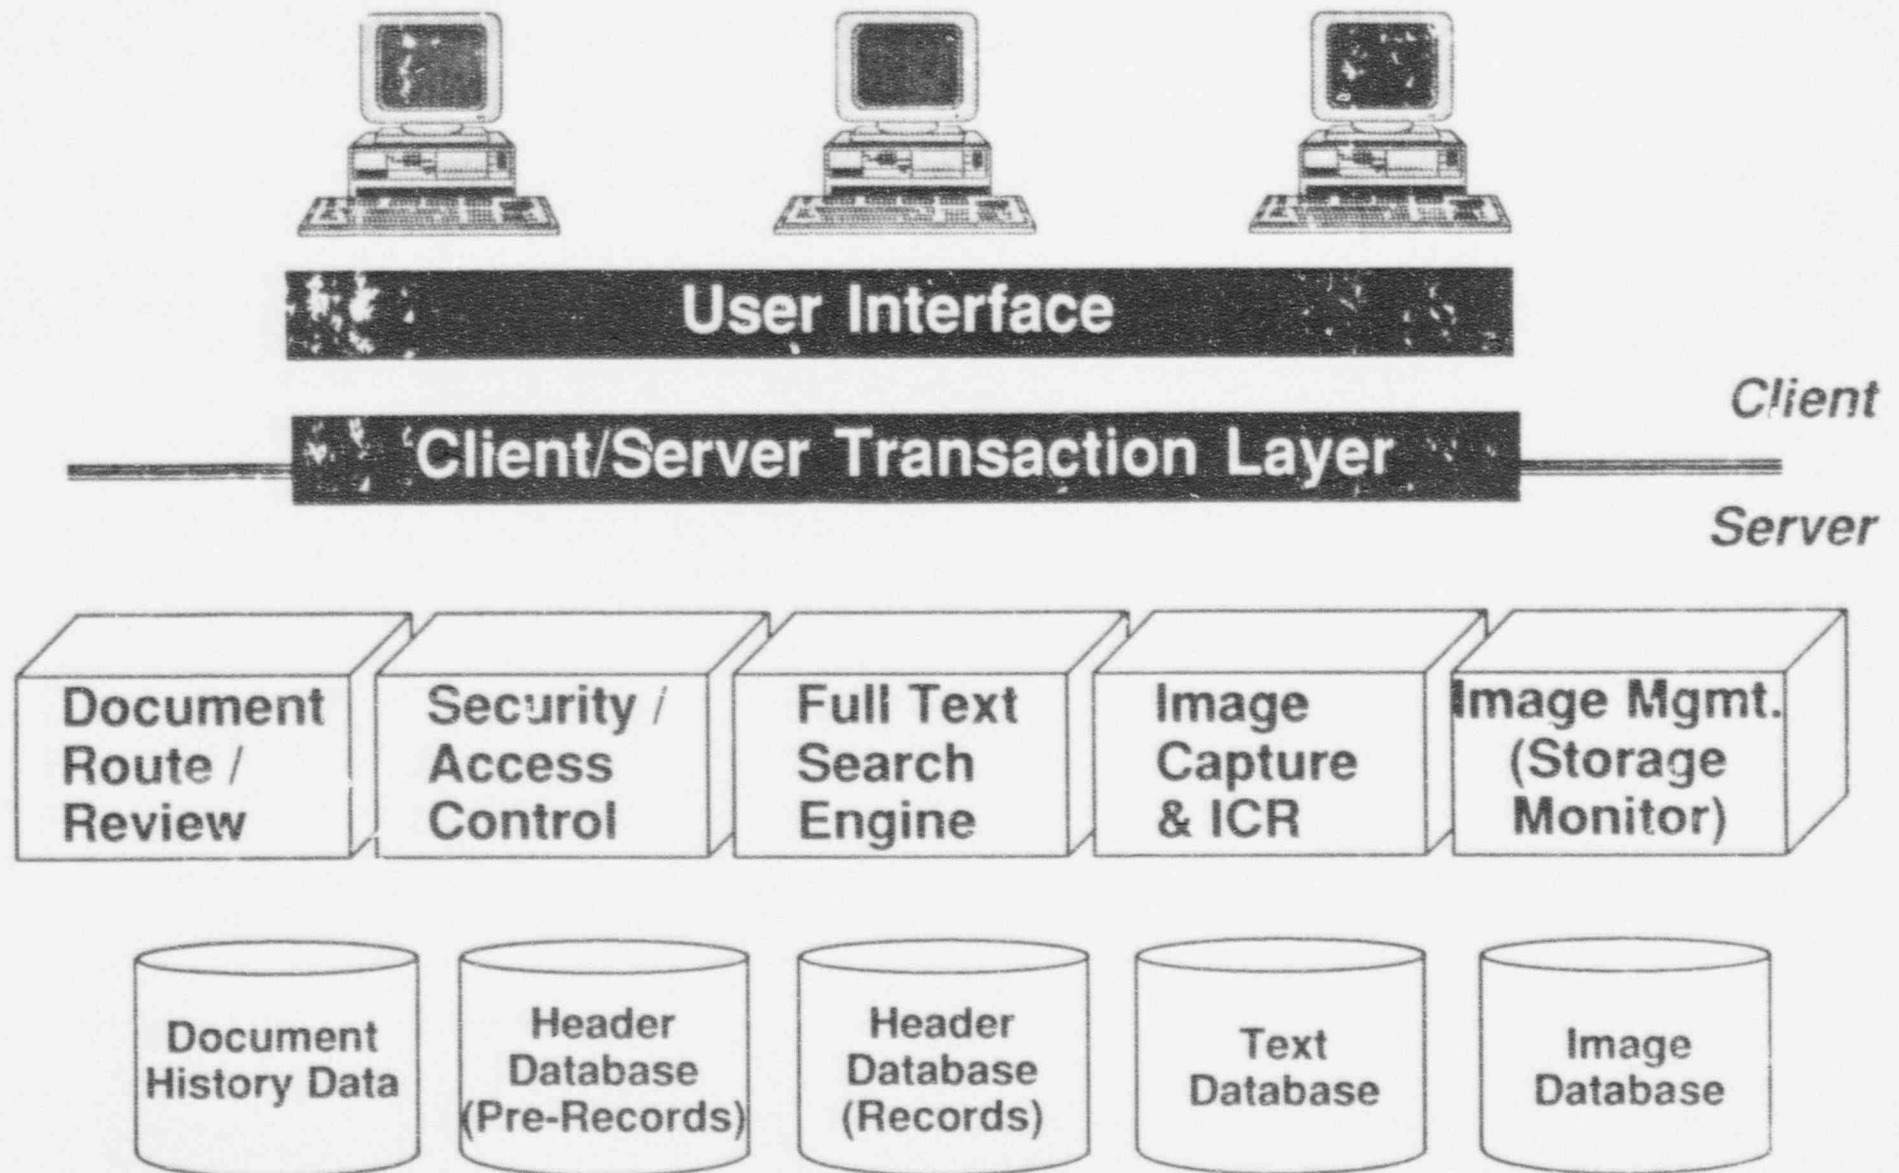 User Interface
Client
Client/Server Transaction Layer
Server
Document
Route /
Review
Security /
Access
Control
Full Text
Search
Engine
Image
Capture
& ICR
Image Mgmt.
(Storage
Monitor)
Document
History Data
Header
Database
(Pre-Records)
Header
Database
(Records)
Text
Database
Image
Database